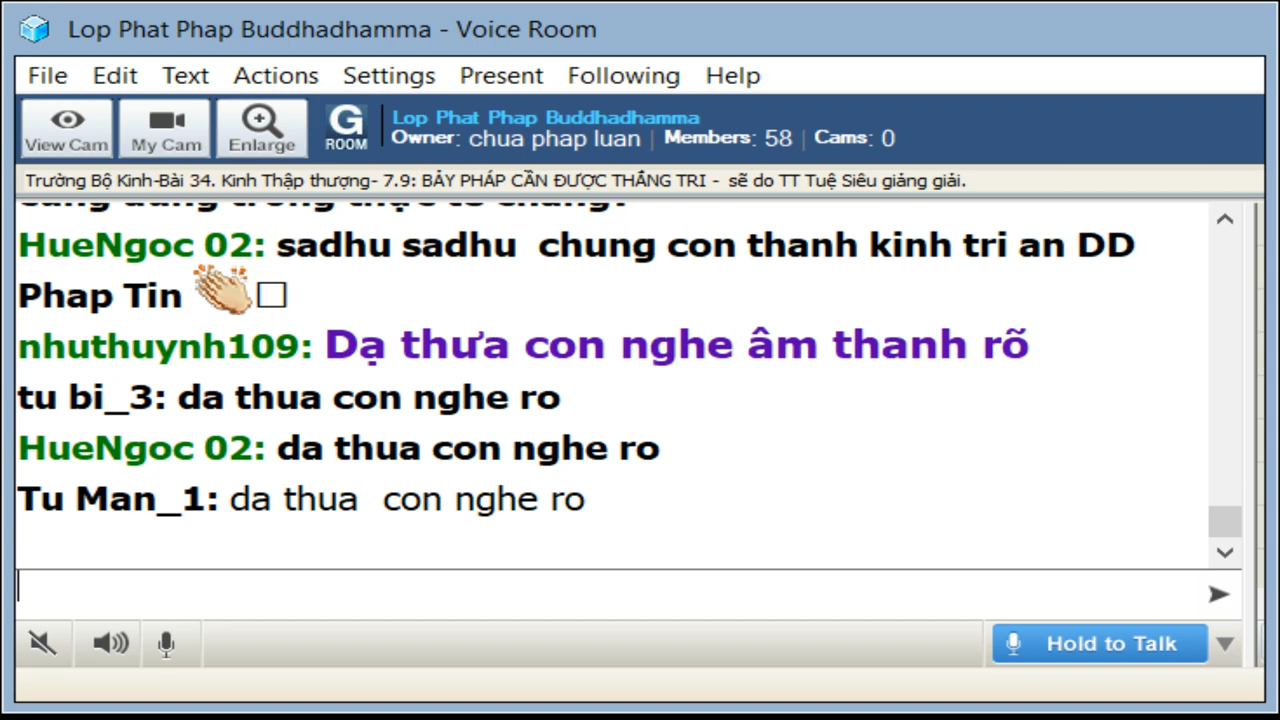 Lop Phat Phap Buddhadhamma - Voice Room
File Edit Text Actions Settings Present Following Help
View Cam My Cam Enlarge
G ROOM
Lop Phat Phap Buddhadhamma
Owner: chua phap luan | Members: 58 | Cams: 0
Trường Bộ Kinh-Bài 34. Kinh Thập thượng- 7.9: BẢY PHÁP CẦN ĐƯỢC THẮNG TRI - sẽ do TT Tuệ Siêu giảng giải.
HueNgoc 02: sadhu sadhu chung con thanh kinh tri an DD
Phap Tin 👏□
nhuthuynh109: Dạ thưa con nghe âm thanh rõ
tu bi_3: da thua con nghe ro
HueNgoc 02: da thua con nghe ro
Tu Man_1: da thua con nghe ro
Hold to Talk